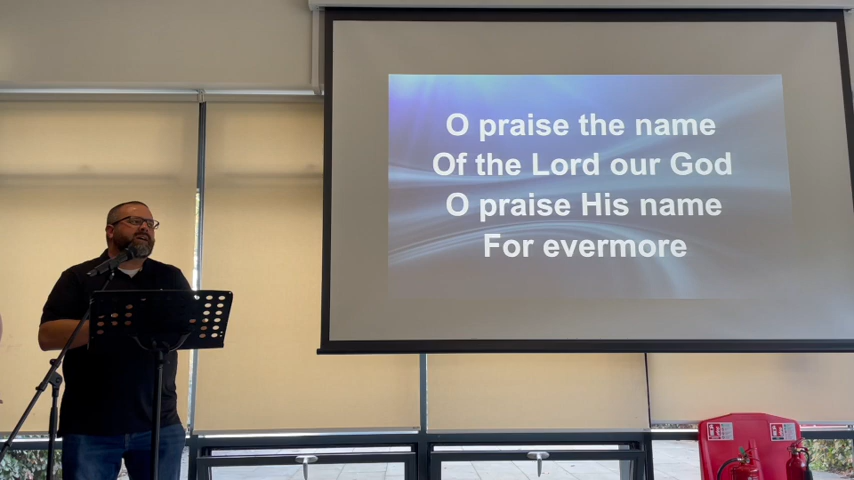 O praise the name
Of the Lord our God
O praise His name
For evermore